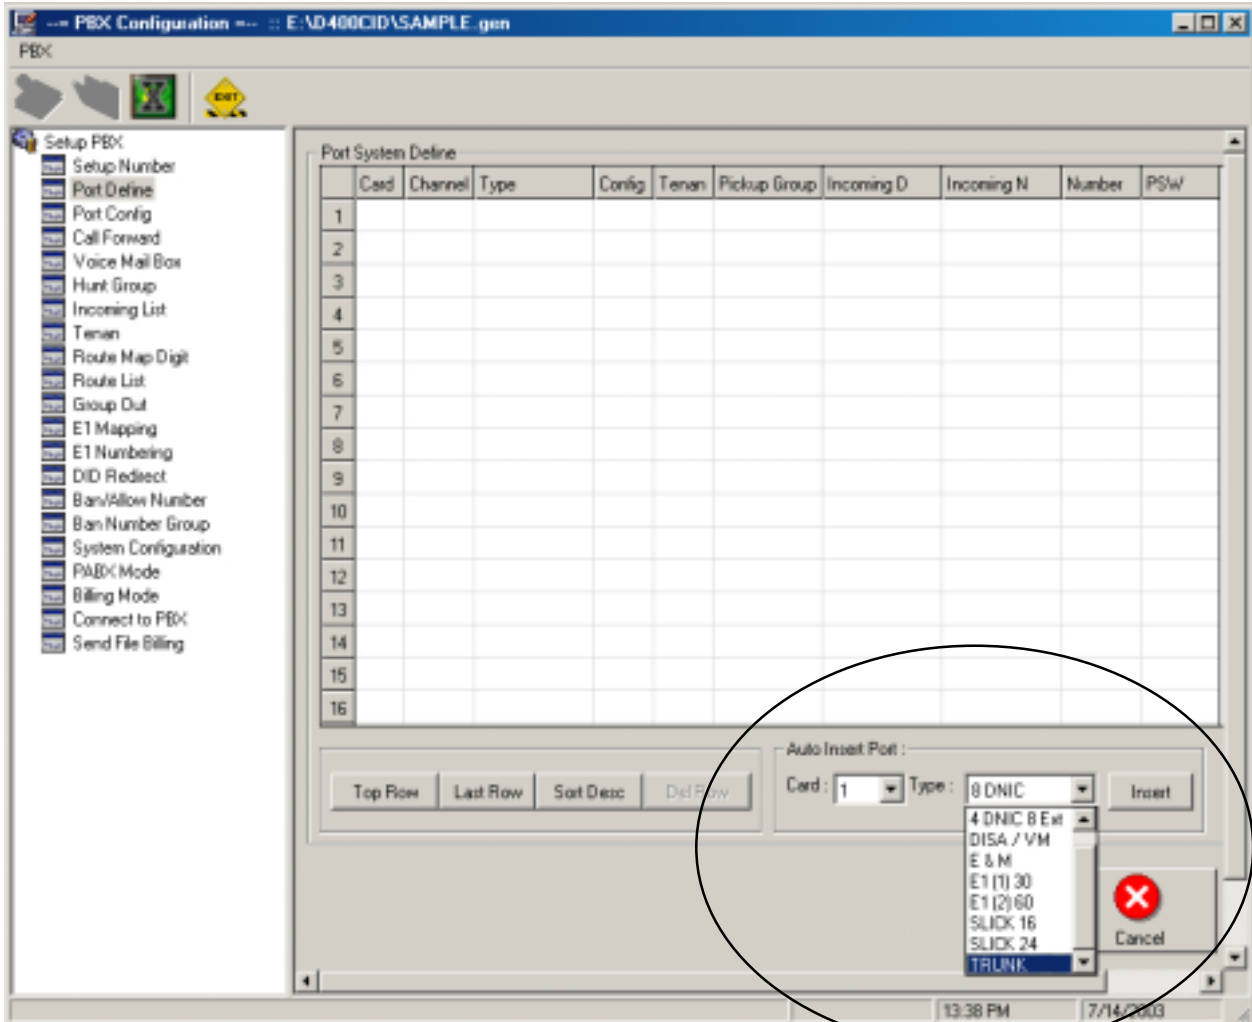 --= PBX Configuration =-- :: E:\D400CID\SAMPLE.gen
PBX
EXIT
Setup PBX
Setup Number
Port Define
Port Config
Call Forward
Voice Mail Box
Hunt Group
Incoming List
Tenan
Route Map Digit
Route List
Group Out
E1 Mapping
E1 Numbering
DID Redirect
Ban/Allow Number
Ban Number Group
System Configuration
PABX Mode
Billing Mode
Connect to PBX
Send File Billing
Port System Define
Card Channel Type Config Tenan Pickup Group Incoming D Incoming N Number PSW
1
2
3
4
5
6
7
8
9
10
11
12
13
14
15
16
Top Row Last Row Sort Desc Del Row
Auto Insert Port :
Card : 1 Type : 8 DNIC Insert
4 DNIC 8 Ext
DISA / VM
E & M
E1 (1) 30
E1 (2) 60
SLICK 16
SLICK 24
TRUNK
Cancel
13:38 PM 7/14/2003